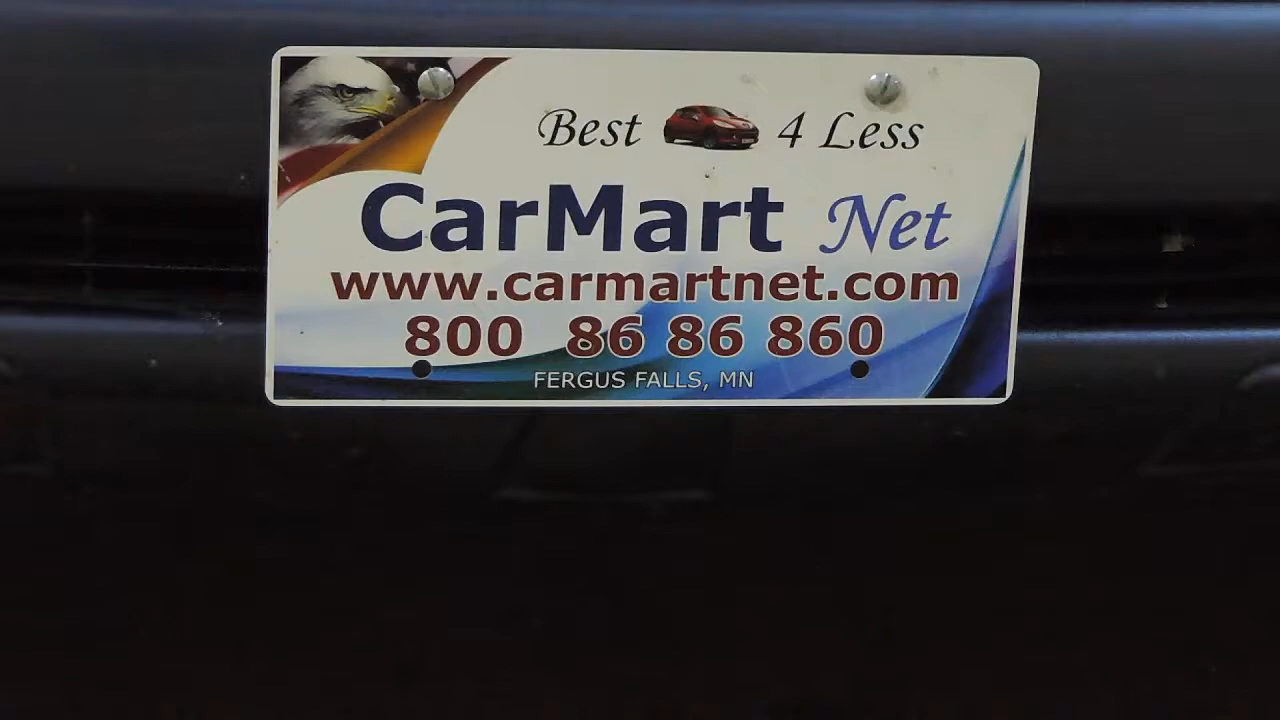 Best 4 Less
CarMart Net
www.carmartnet.com
800 86 86 860
FERGUS FALLS, MN